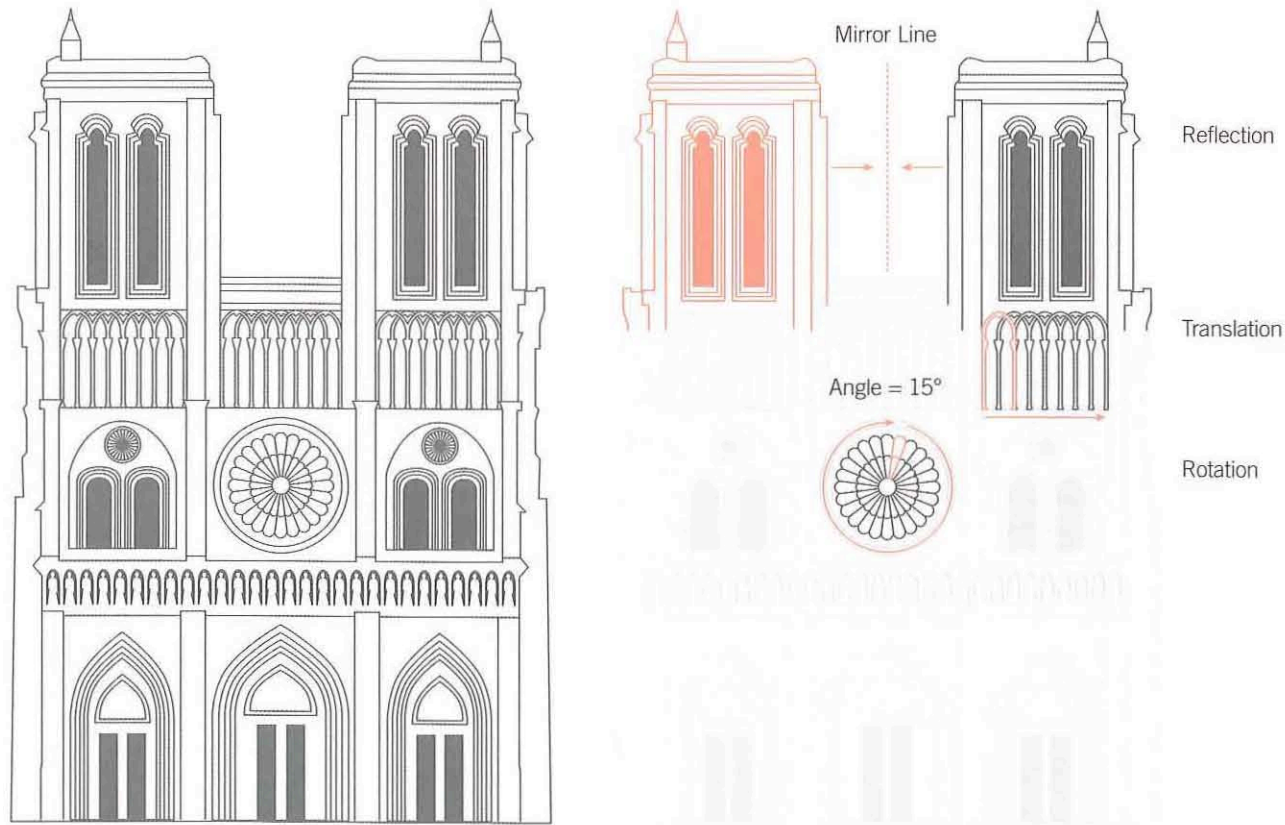 Mirror Line
Reflection
Translation
Angle = 15°
Rotation